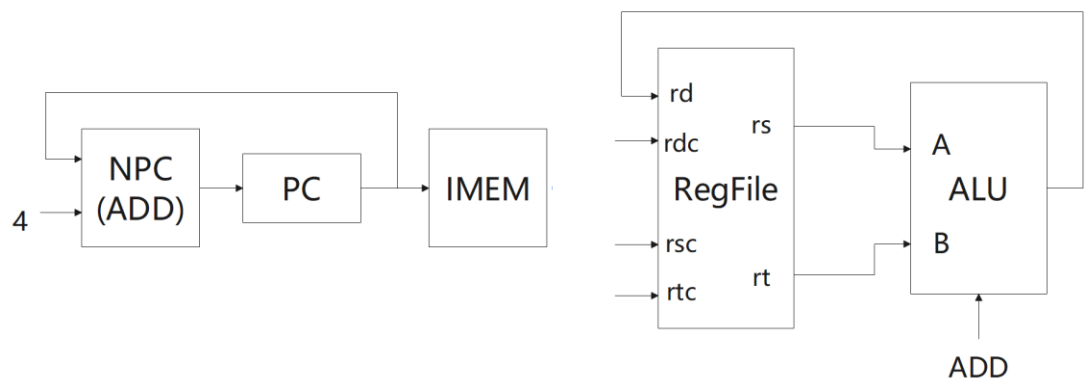 NPC
(ADD)
4
PC
IMEM
rd
rdc
rs
RegFile
rsc
rtc
rt
A
ALU
B
ADD